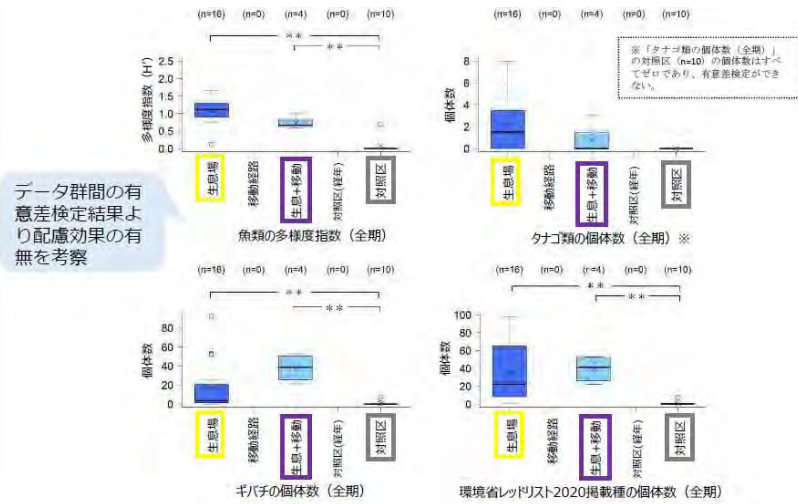 (n=16) (n=0) (n=4) (n=0) (n=10)
**
**
多様度指数（H'）
2.5
2.0
1.5
1.0
0.5
0.0
生息場
移動経路
生息+移動
対照区(経年)
対照区
魚類の多様度指数（全期）
(n=16) (n=0) (n=4) (n=0) (n=10)
※「タナゴ類の個体数（全期）」
の対照区（n=10）の個体数はすべ
てゼロであり、有意差検定ができ
ない。
個体数
8
6
4
2
0
生息場
移動経路
生息+移動
対照区(経年)
対照区
タナゴ類の個体数（全期）※
データ群間の有
意差検定結果よ
り配慮効果の有
無を考察
(n=16) (n=0) (n=4) (n=0) (n=10)
**
**
個体数
80
60
40
20
0
生息場
移動経路
生息+移動
対照区(経年)
対照区
ギバチの個体数（全期）
(n=16) (n=0) (n=4) (n=0) (n=10)
**
**
個体数
100
80
60
40
20
0
生息場
移動経路
生息+移動
対照区(経年)
対照区
環境省レッドリスト2020掲載種の個体数（全期）